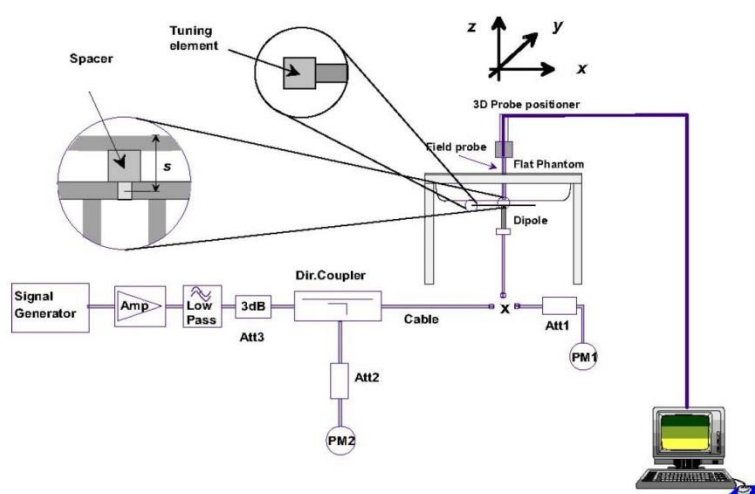 Tuning
element
z
y
x
Spacer
s
3D Probe positioner
Field probe
Flat Phantom
Dipole
Dir.Coupler
Signal
Generator
Amp
Low
Pass
3dB
Att3
Cable
x
Att1
PM1
Att2
PM2